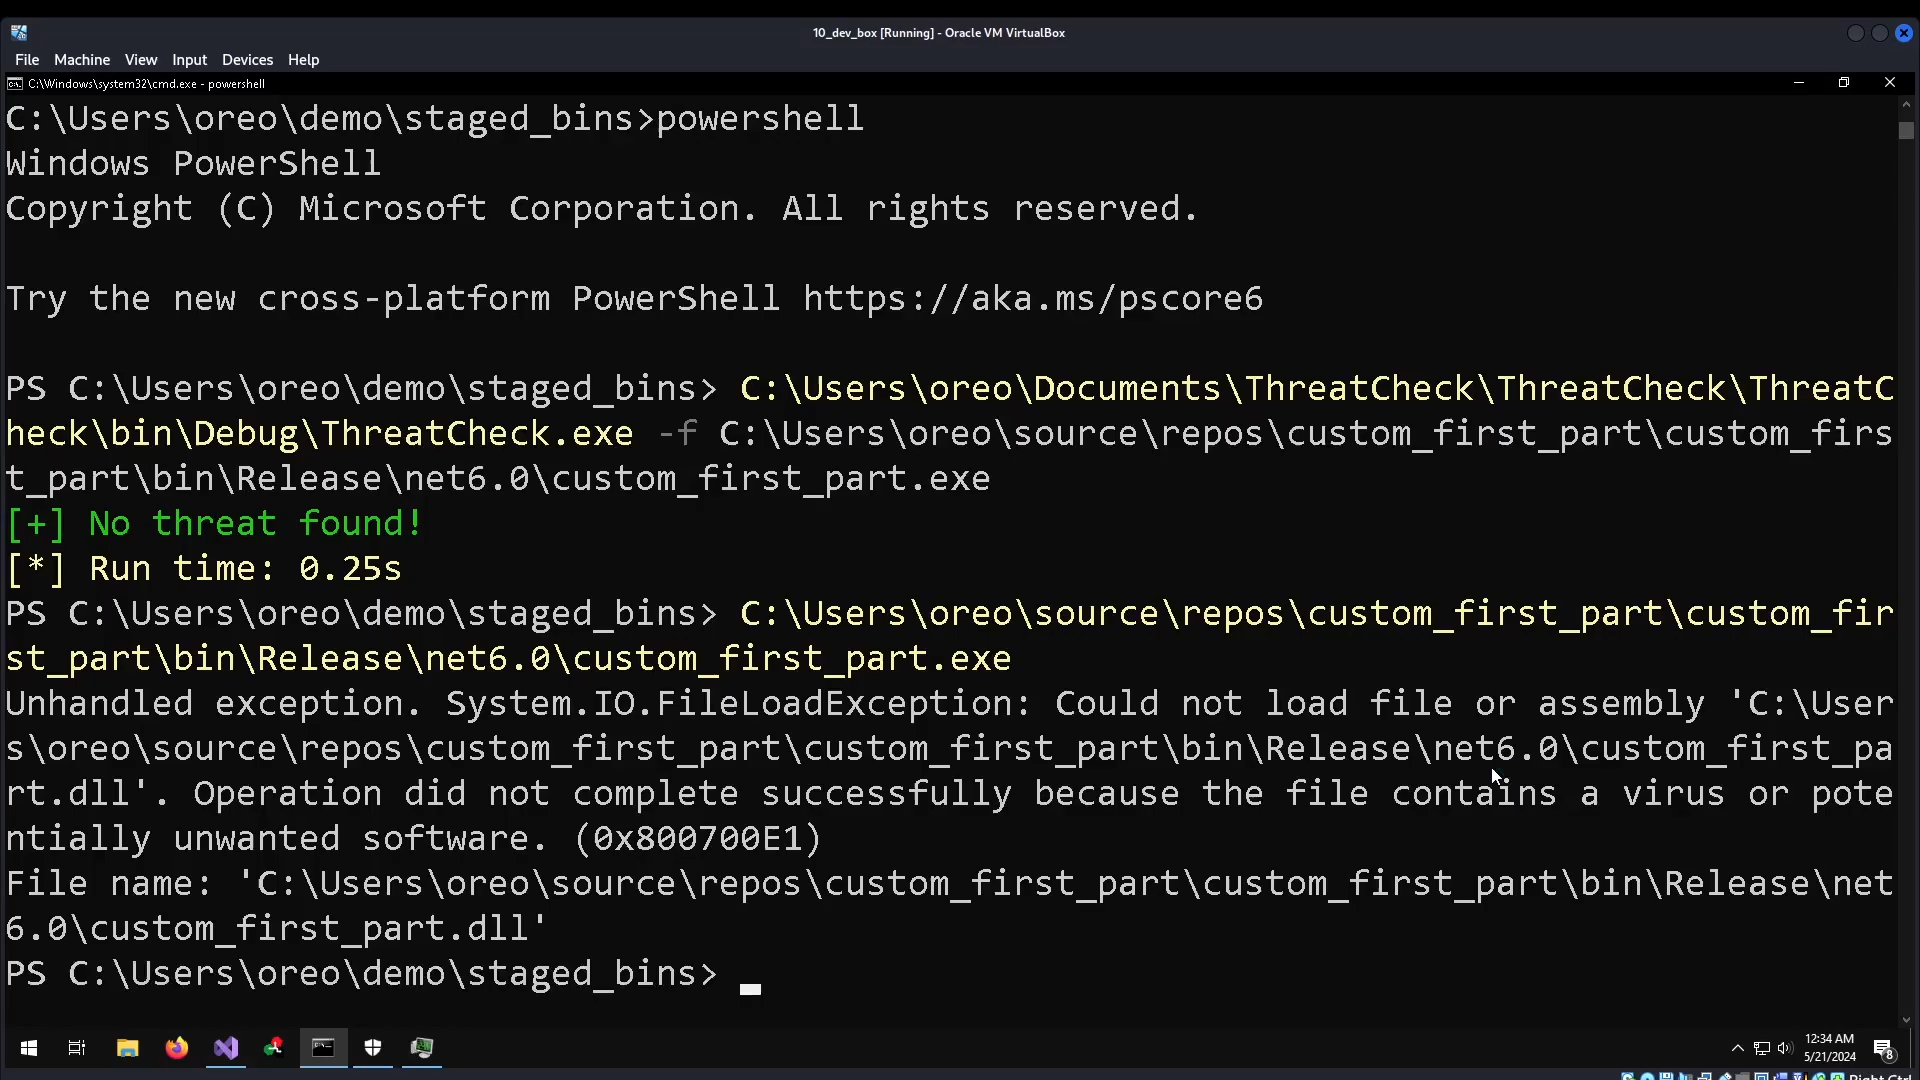 10_dev_box [Running] - Oracle VM VirtualBox
File Machine View Input Devices Help
C:\Windows\system32\cmd.exe - powershell
C:\Users\oreo\demo\staged_bins>powershell
Windows PowerShell
Copyright (C) Microsoft Corporation. All rights reserved.
Try the new cross-platform PowerShell https://aka.ms/pscore6
PS C:\Users\oreo\demo\staged_bins> C:\Users\oreo\Documents\ThreatCheck\ThreatCheck\ThreatC
heck\bin\Debug\ThreatCheck.exe -f C:\Users\oreo\source\repos\custom_first_part\custom_firs
t_part\bin\Release\net6.0\custom_first_part.exe
[+] No threat found!
[*] Run time: 0.25s
PS C:\Users\oreo\demo\staged_bins> C:\Users\oreo\source\repos\custom_first_part\custom_fir
st_part\bin\Release\net6.0\custom_first_part.exe
Unhandled exception. System.IO.FileLoadException: Could not load file or assembly 'C:\User
s\oreo\source\repos\custom_first_part\custom_first_part\bin\Release\net6.0\custom_first_pa
rt.dll'. Operation did not complete successfully because the file contains a virus or pote
ntially unwanted software. (0x800700E1)
File name: 'C:\Users\oreo\source\repos\custom_first_part\custom_first_part\bin\Release\net
6.0\custom_first_part.dll'
PS C:\Users\oreo\demo\staged_bins>
12:34 AM
5/21/2024
8
Right Ctrl